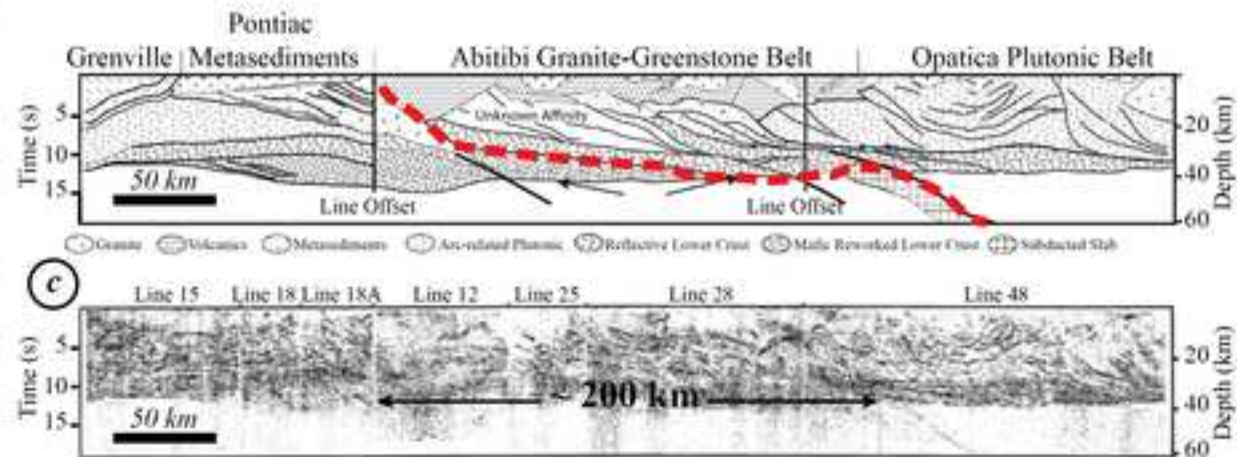 Pontiac
Grenville Metasediments Abitibi Granite-Greenstone Belt Opatica Plutonic Belt
Time (s)
5
10
15
Unknown Affinity
50 km
Line Offset
Line Offset
20
40
60
Depth (km)
Granite Volcanics Metasediments Arc-related Plutonic Reflective Lower Crust Mafic Reworked Lower Crust Subducted Slab
c
Line 15 Line 18 Line 18A Line 12 Line 25 Line 28 Line 48
Time (s)
5
10
15
50 km
~ 200 km
20
40
60
Depth (km)